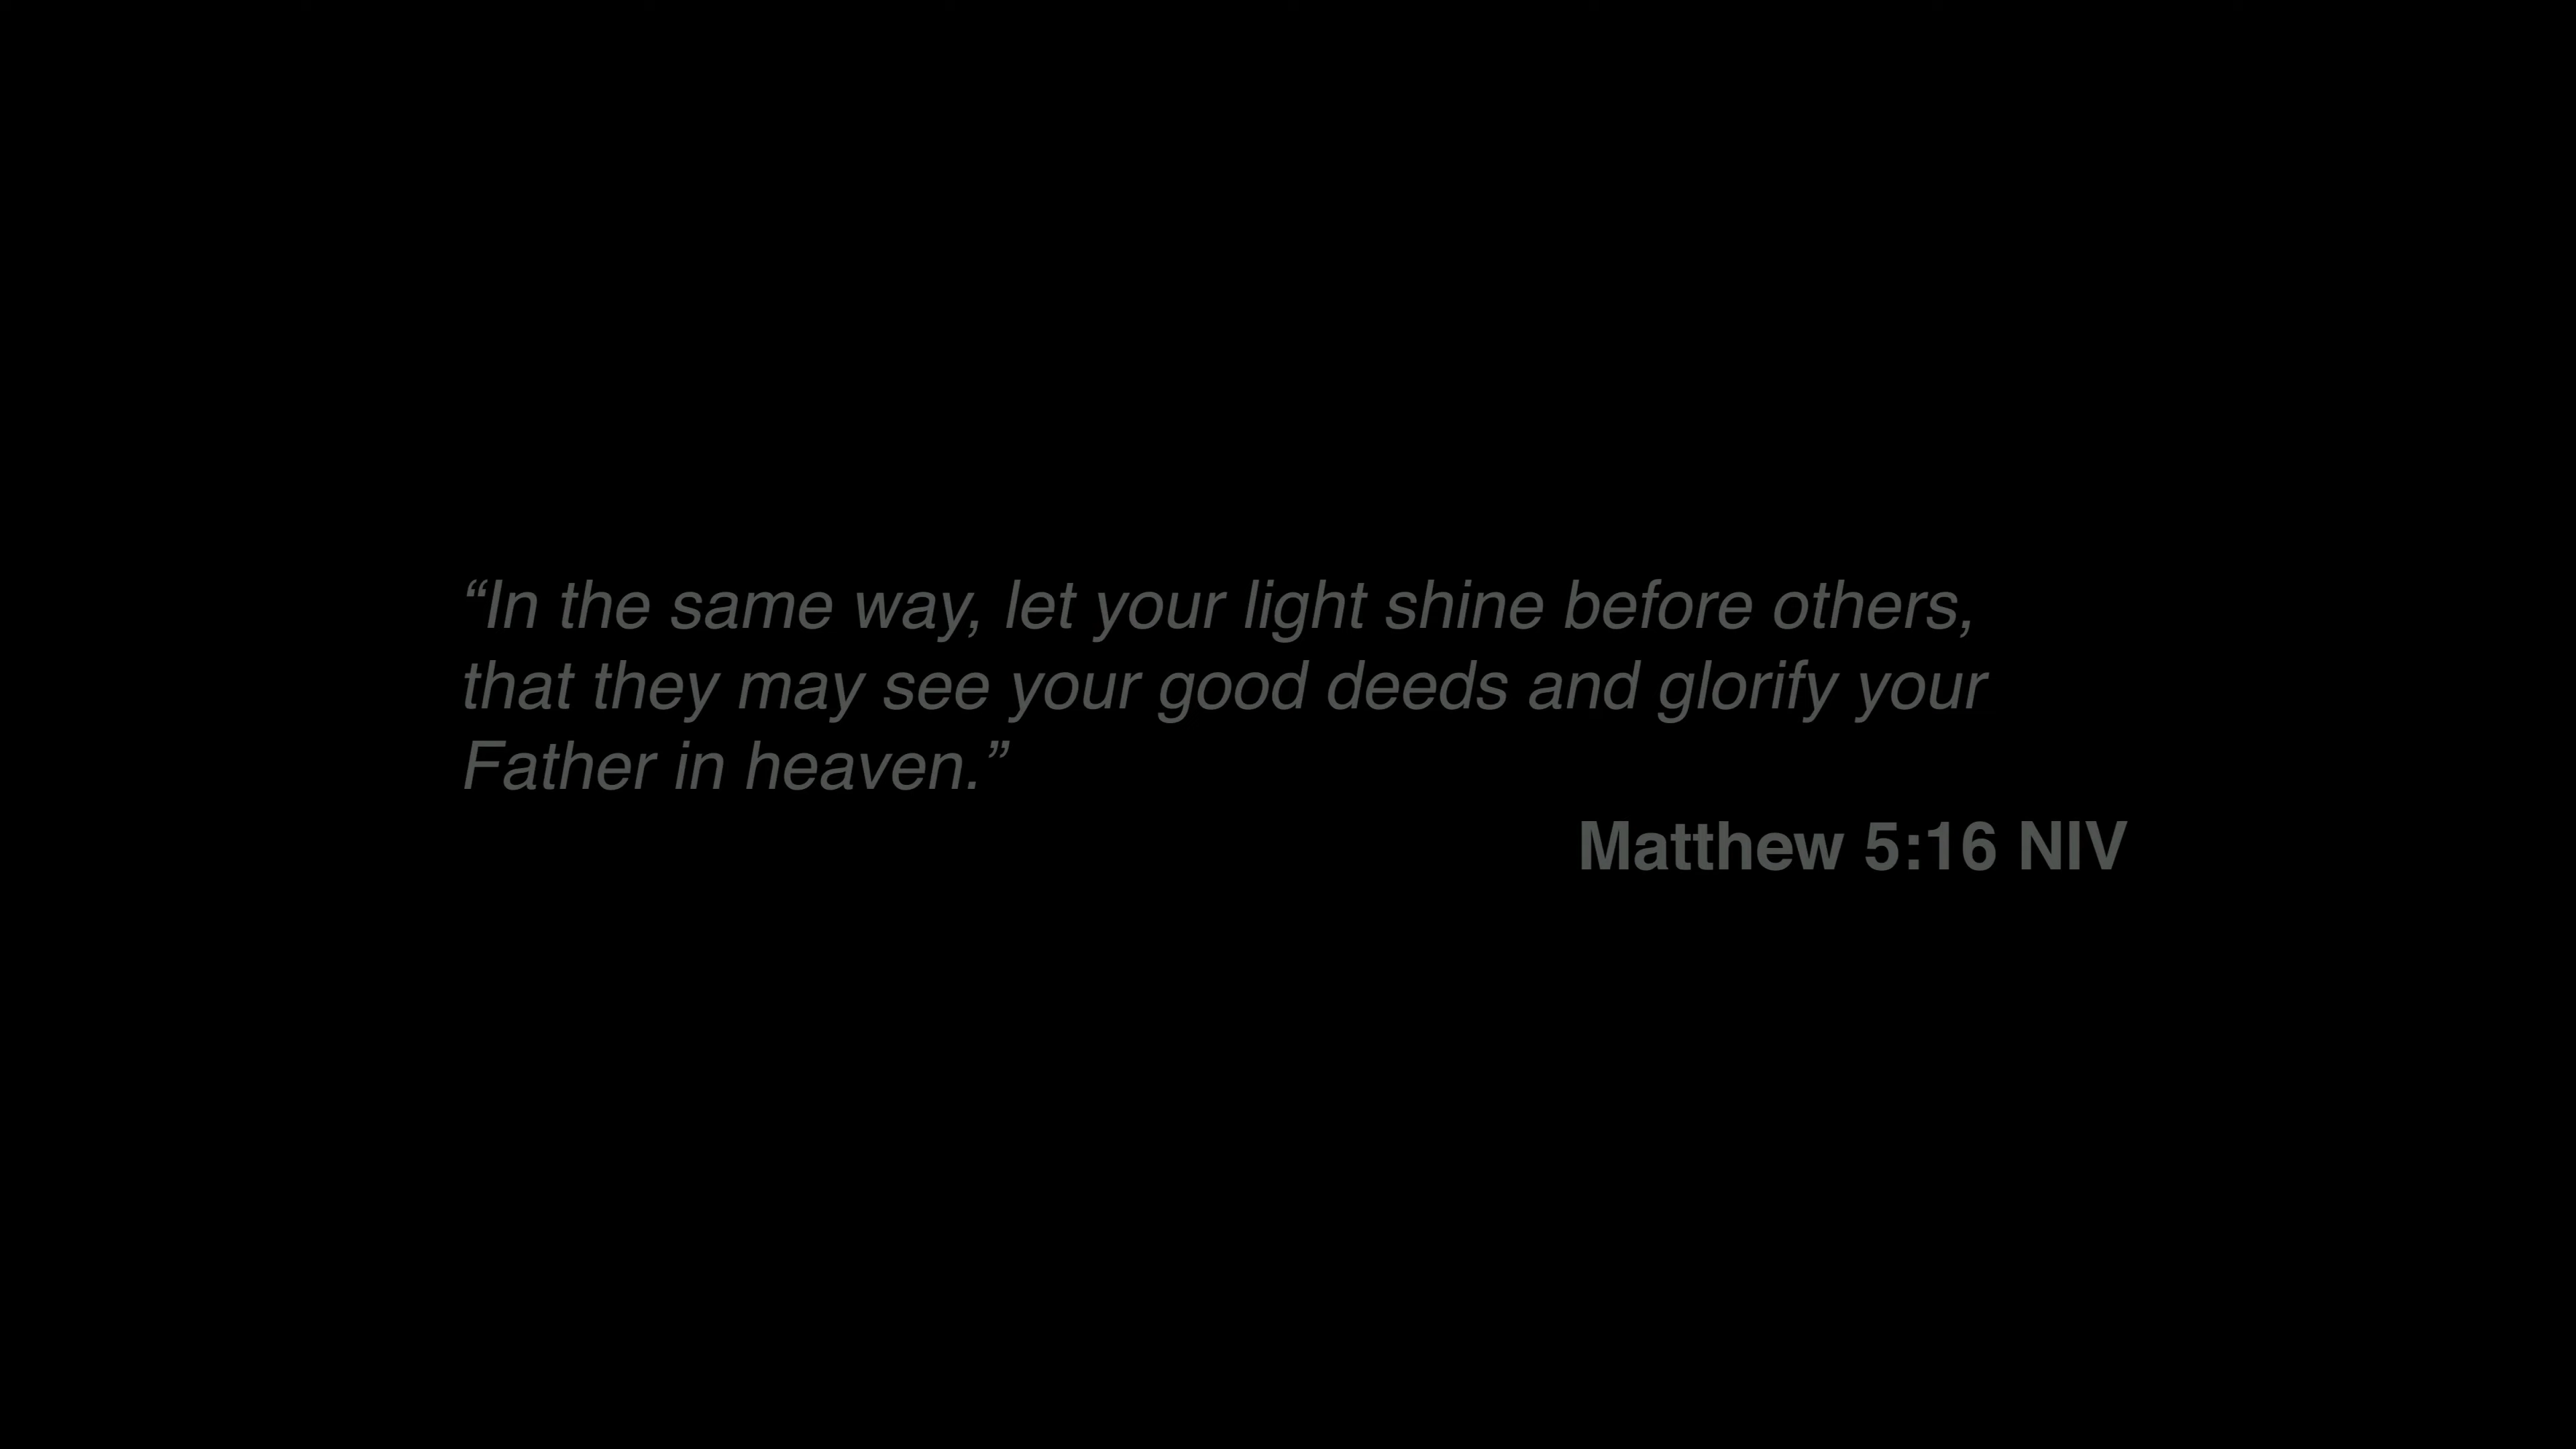 “In the same way, let your light shine before others,
that they may see your good deeds and glorify your
Father in heaven.”
Matthew 5:16 NIV